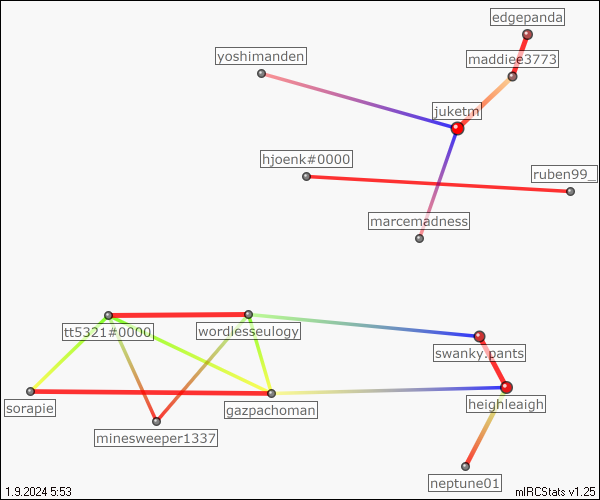 edgepanda
yoshimanden
maddiee3773
juketm
hjoenk#0000
ruben99_
marcemadness
tt5321#0000
wordlesseulogy
swanky.pants
sorapie
gazpachoman
heighleaigh
minesweeper1337
neptune01
1.9.2024 5:53
mIRCStats v1.25